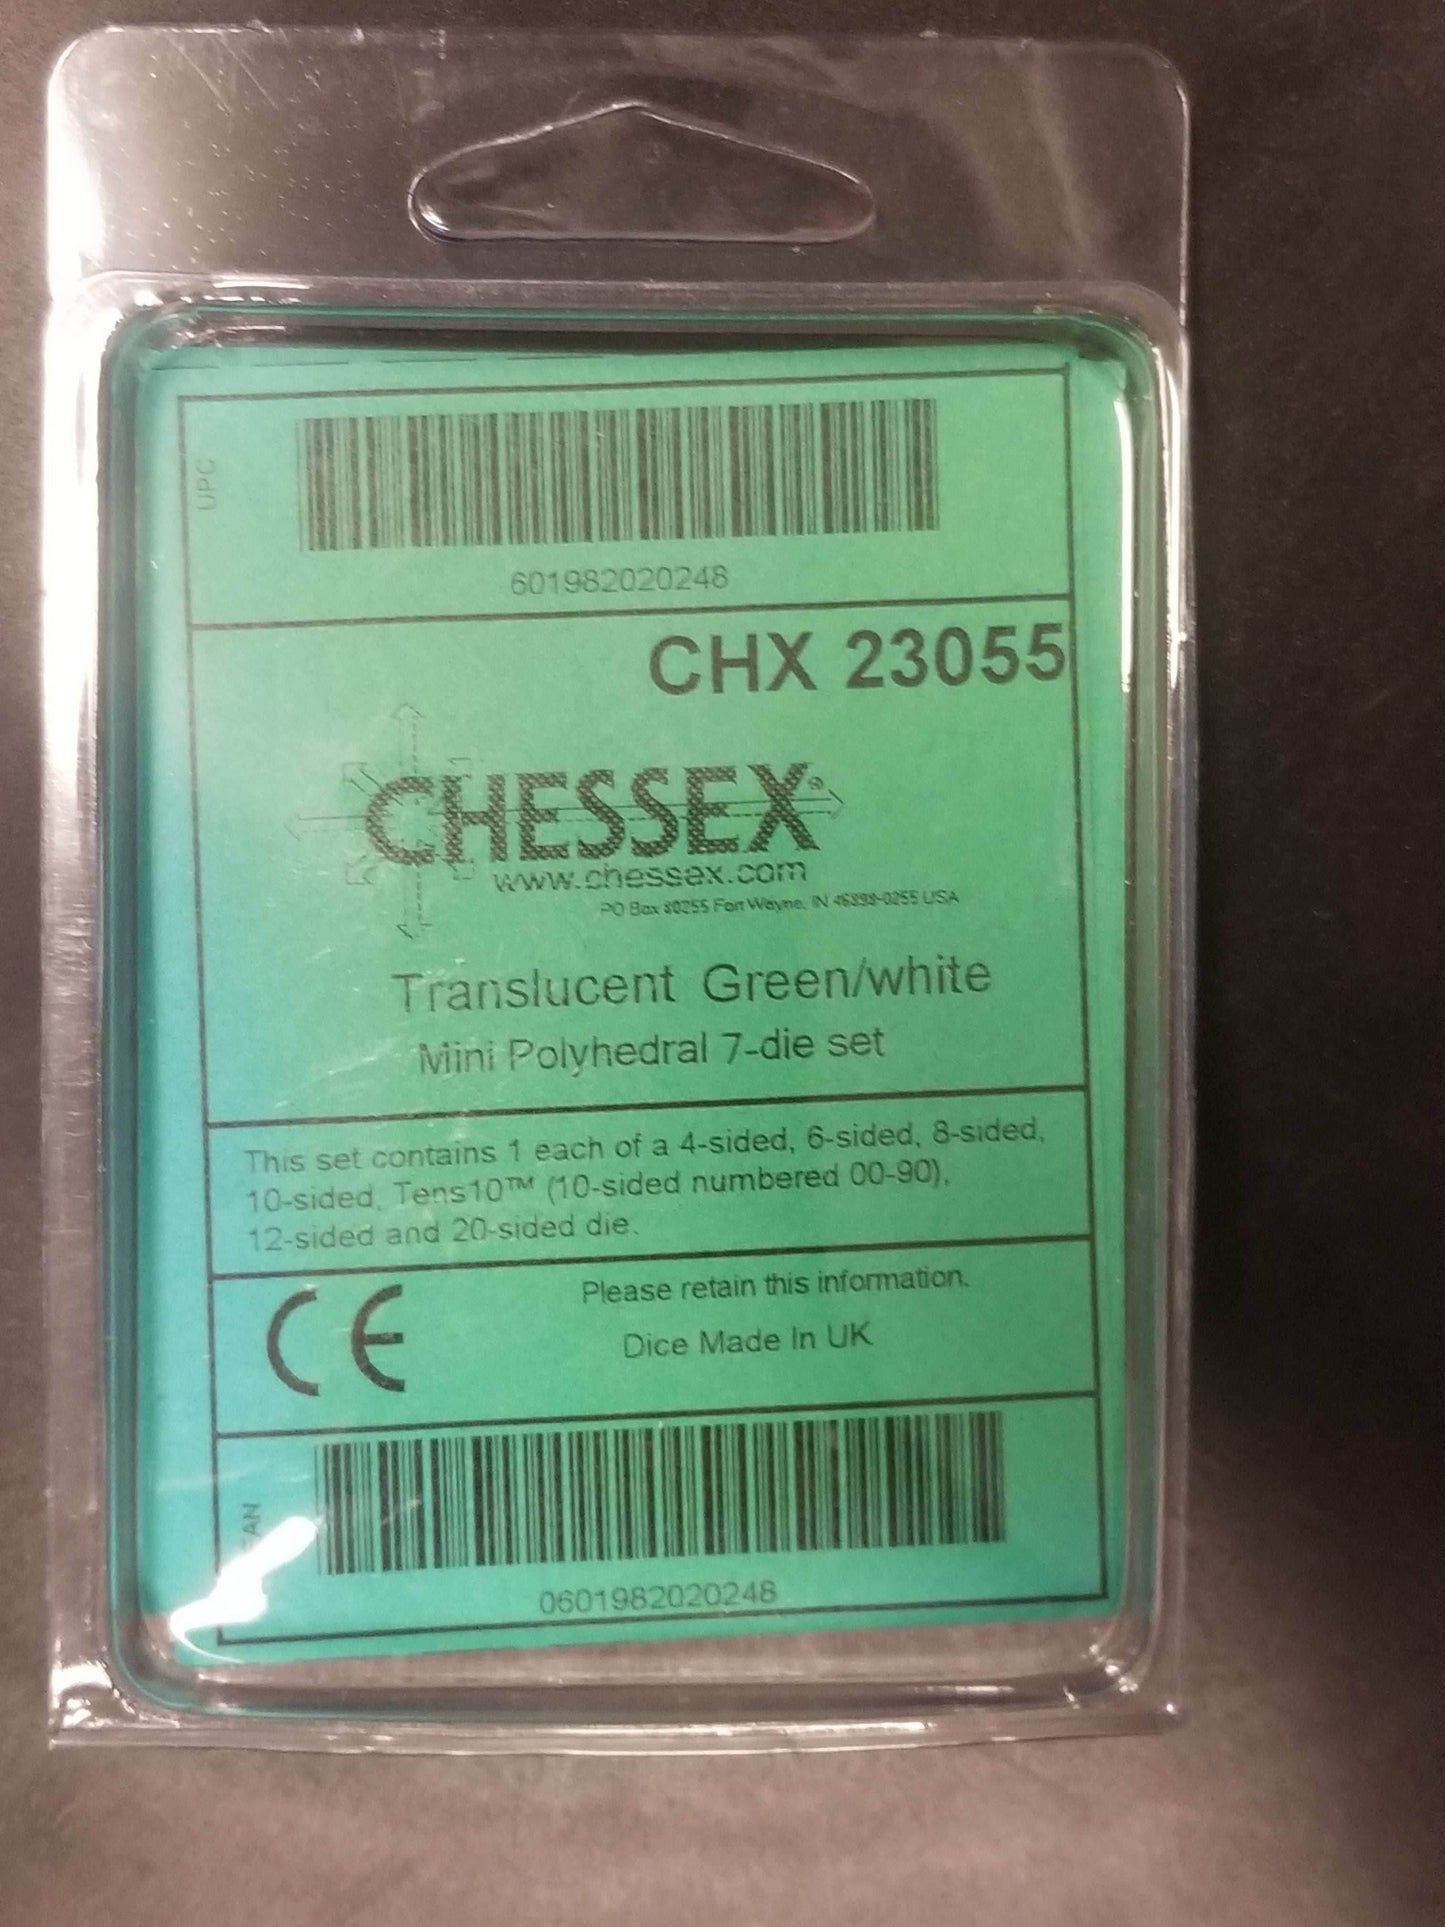 UPC
601982020248
CHX 23055
CHESSEX®
www.chessex.com
PO Box 80255 Fort Wayne, IN 46898-0255 USA
Translucent Green/white
Mini Polyhedral 7-die set
This set contains 1 each of a 4-sided, 6-sided, 8-sided,
10-sided, Tens10™ (10-sided numbered 00-90),
12-sided and 20-sided die.
CE
Please retain this information.
Dice Made In UK
0601982020248